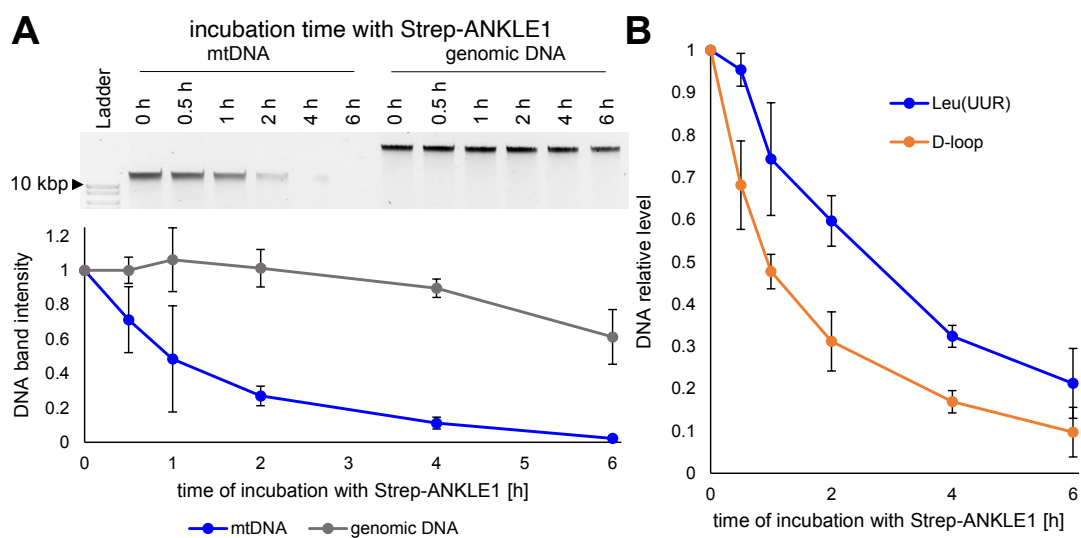 A
incubation time with Strep-ANKLE1
mtDNA genomic DNA
Ladder 0 h 0.5 h 1 h 2 h 4 h 6 h 0 h 0.5 h 1 h 2 h 4 h 6 h
10 kbp
DNA band intensity
1.2
1
0.8
0.6
0.4
0.2
0
0 1 2 3 4 5 6
time of incubation with Strep-ANKLE1 [h]
mtDNA genomic DNA
B
DNA relative level
1
0.9
0.8
0.7
0.6
0.5
0.4
0.3
0.2
0.1
0
Leu(UUR)
D-loop
0 2 4 6
time of incubation with Strep-ANKLE1 [h]